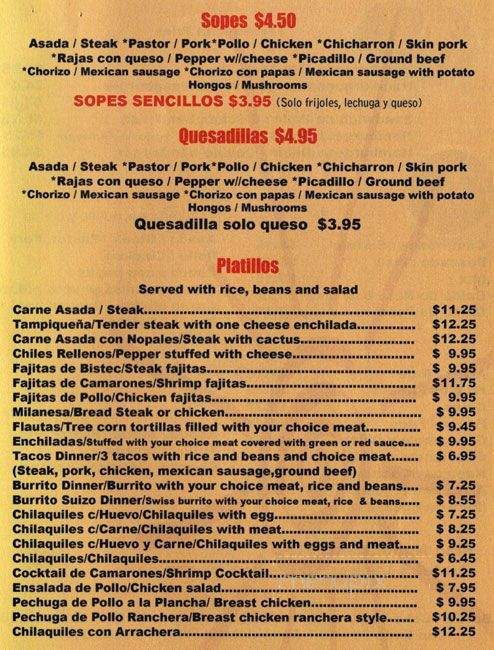 Sopes $4.50
Asada / Steak *Pastor / Pork*Pollo / Chicken *Chicharron / Skin pork
*Rajas con queso / Pepper w//cheese *Picadillo / Ground beef
*Chorizo / Mexican sausage *Chorizo con papas / Mexican sausage with potato
Hongos / Mushrooms
SOPES SENCILLOS $3.95 (Solo frijoles, lechuga y queso)
Quesadillas $4.95
Asada / Steak *Pastor / Pork*Pollo / Chicken *Chicharron / Skin pork
*Rajas con queso / Pepper w//cheese *Picadillo / Ground beef
*Chorizo / Mexican sausage *Chorizo con papas / Mexican sausage with potato
Hongos / Mushrooms
Quesadilla solo queso $3.95
Platillos
Served with rice, beans and salad
Carne Asada / Steak........ $11.25
Tampiqueña/Tender steak with one cheese enchilada........ $12.25
Carne Asada con Nopales/Steak with cactus........ $12.25
Chiles Rellenos/Pepper stuffed with cheese........ $ 9.95
Fajitas de Bistec/Steak fajitas........ $ 9.95
Fajitas de Camarones/Shrimp fajitas........ $11.75
Fajitas de Pollo/Chicken fajitas........ $ 9.95
Milanesa/Bread Steak or chicken........ $ 9.95
Flautas/Tree corn tortillas filled with your choice meat........ $ 9.45
Enchiladas/Stuffed with your choice meat covered with green or red sauce.... $ 9.95
Tacos Dinner/3 tacos with rice and beans and choice meat....... $ 6.95
(Steak, pork, chicken, mexican sausage,ground beef)
Burrito Dinner/Burrito with your choice meat, rice and beans.... $ 7.25
Burrito Suizo Dinner/Swiss burrito with your choice meat, rice & beans..... $ 8.55
Chilaquiles c/Huevo/Chilaquiles with egg........ $ 7.25
Chilaquiles c/Carne/Chilaquiles with meat........ $ 8.25
Chilaquiles c/Huevo y Carne/Chilaquiles with eggs and meat..... $ 9.25
Chilaquiles/Chilaquiles........ $ 6.45
Cocktail de Camarones/Shrimp Cocktail........ $11.25
Ensalada de Pollo/Chicken salad........ $ 7.95
Pechuga de Pollo a la Plancha/ Breast chicken........ $ 9.95
Pechuga de Pollo Ranchera/Breast chicken ranchera style....... $10.25
Chilaquiles con Arrachera........ $12.25